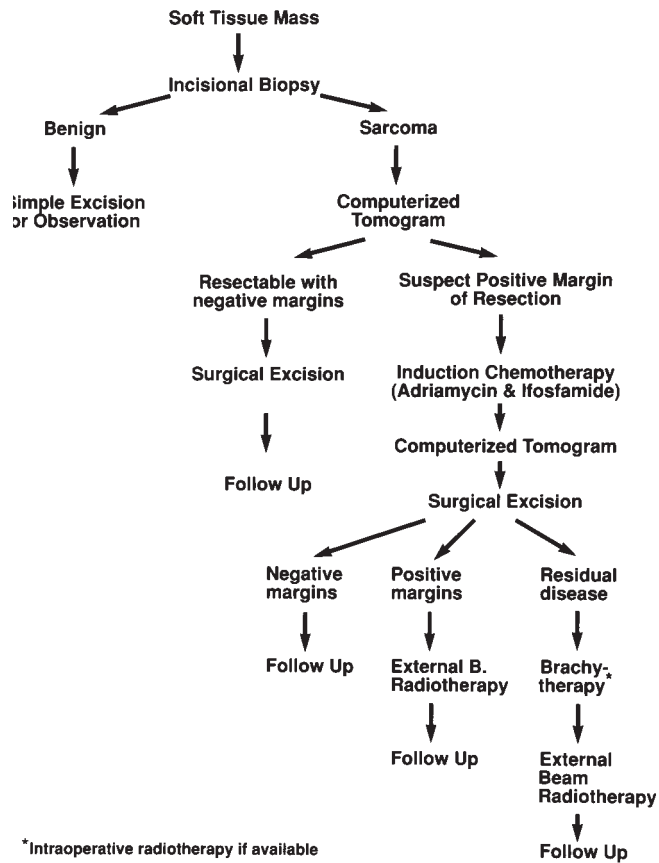 Soft Tissue Mass
Incisional Biopsy
Benign
Sarcoma
Simple Excision
or Observation
Computerized
Tomogram
Resectable with
negative margins
Suspect Positive Margin
of Resection
Surgical Excision
Induction Chemotherapy
(Adriamycin & Ifosfamide)
Follow Up
Computerized Tomogram
Surgical Excision
Negative
margins
Positive
margins
Residual
disease
Follow Up
External B.
Radiotherapy
Brachy-
therapy*
Follow Up
External
Beam
Radiotherapy
Follow Up
*Intraoperative radiotherapy if available